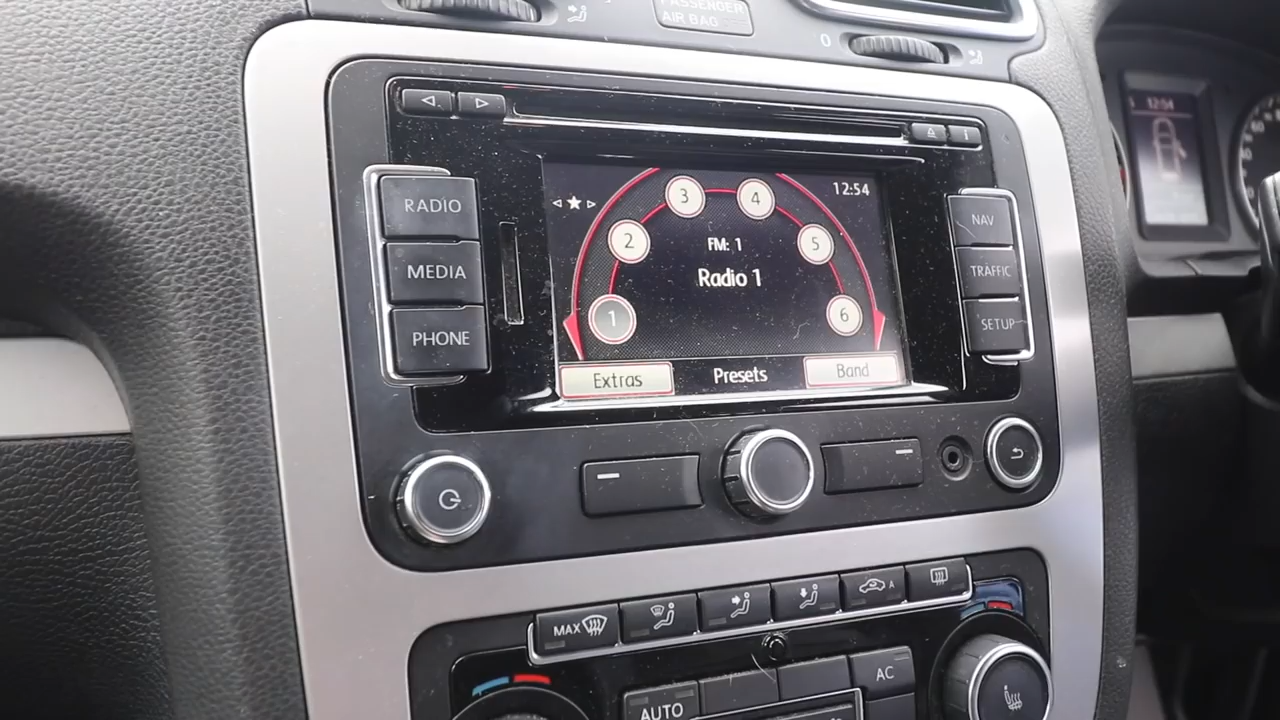 PASSENGER
AIR BAG
0
12:54
RADIO
MEDIA
PHONE
12:54
1
2
3
4
5
6
FM: 1
Radio 1
Extras
Presets
Band
NAV
TRAFFIC
SETUP
i
MAX
A
AUTO
AC